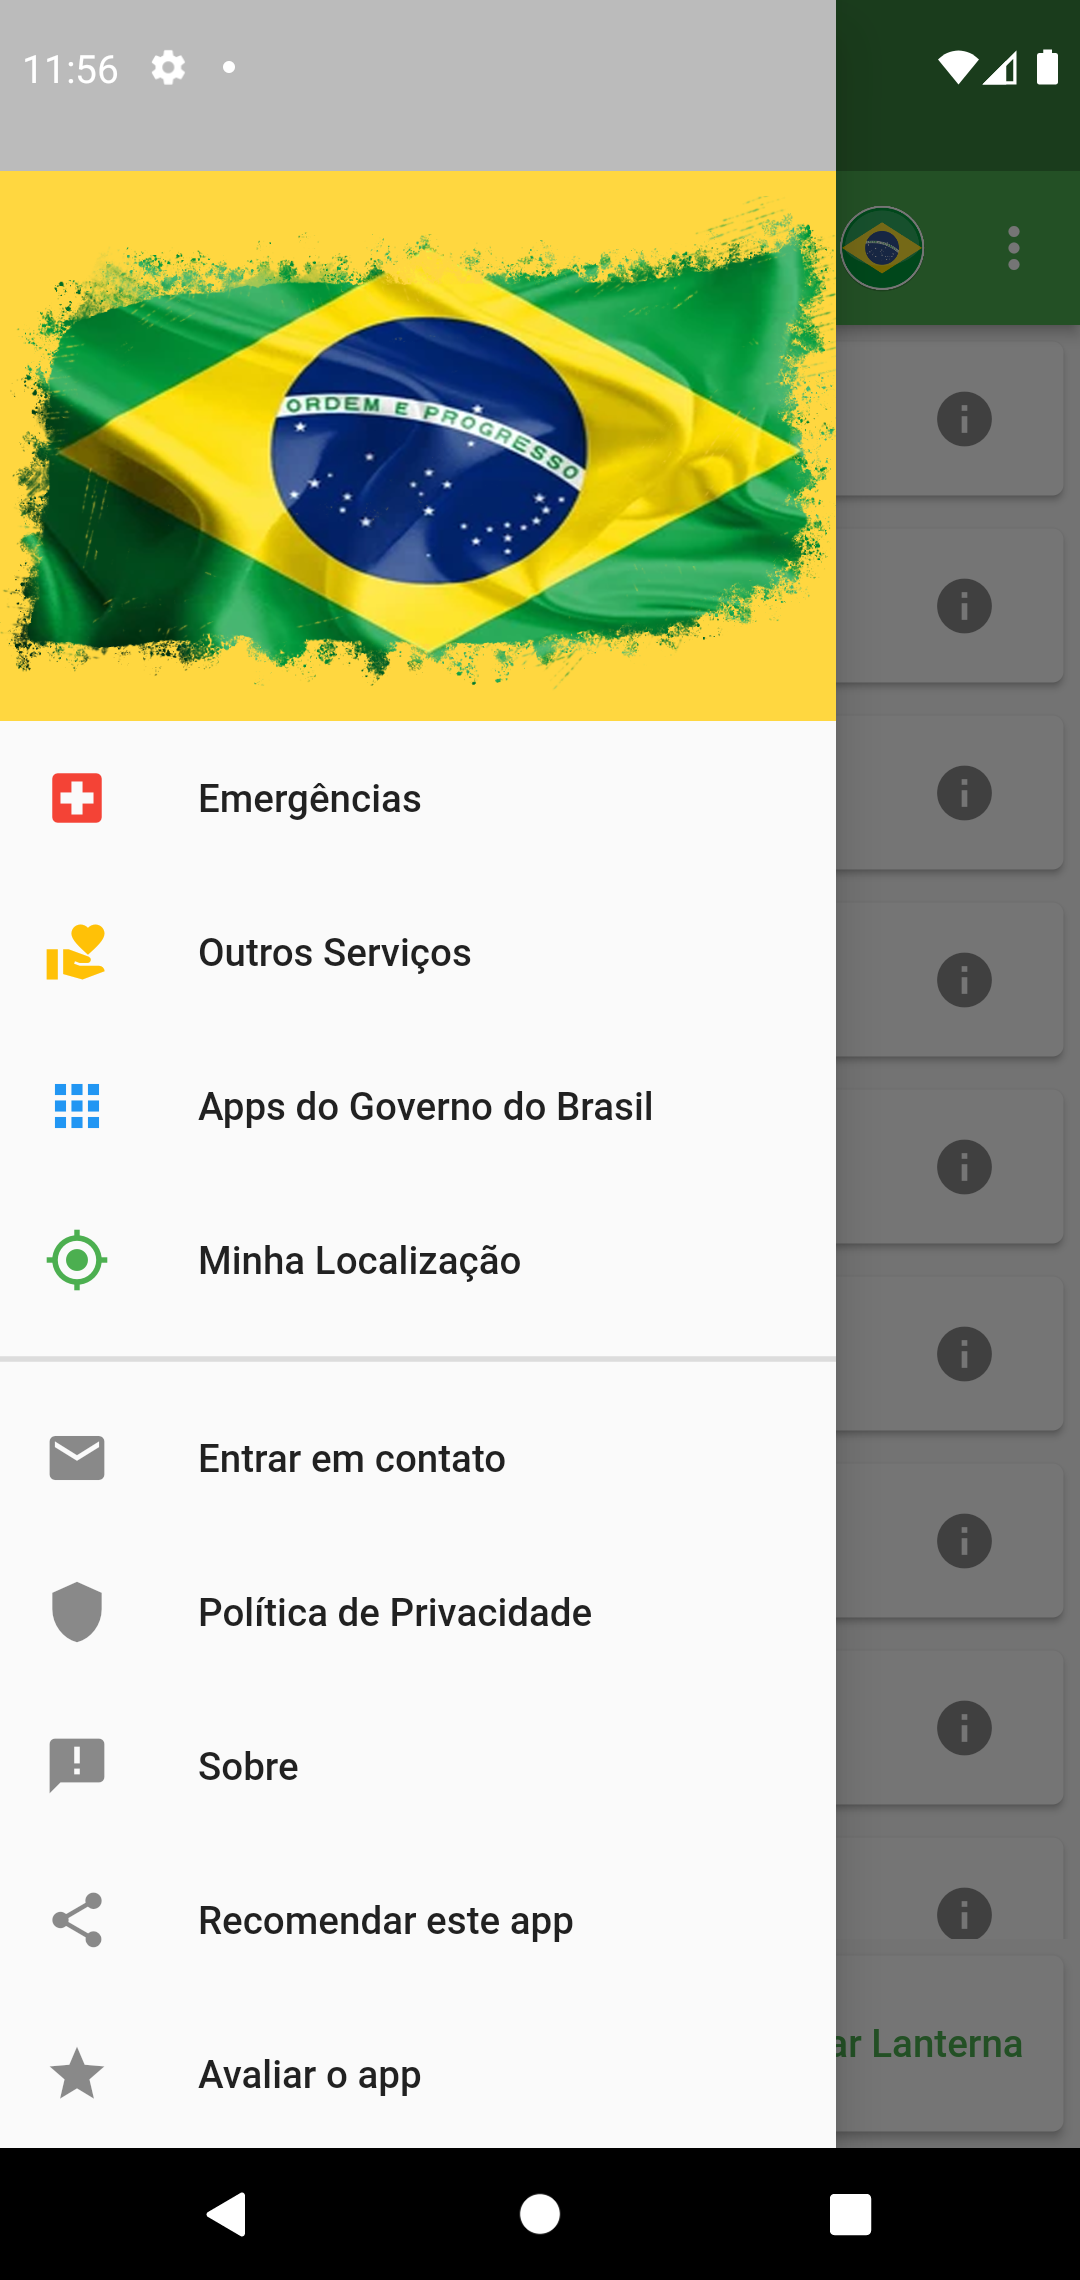 11:56
ORDEM E PROGRESSO
Emergências
Outros Serviços
Apps do Governo do Brasil
Minha Localização
Entrar em contato
Política de Privacidade
Sobre
Recomendar este app
Avaliar o app
ar Lanterna